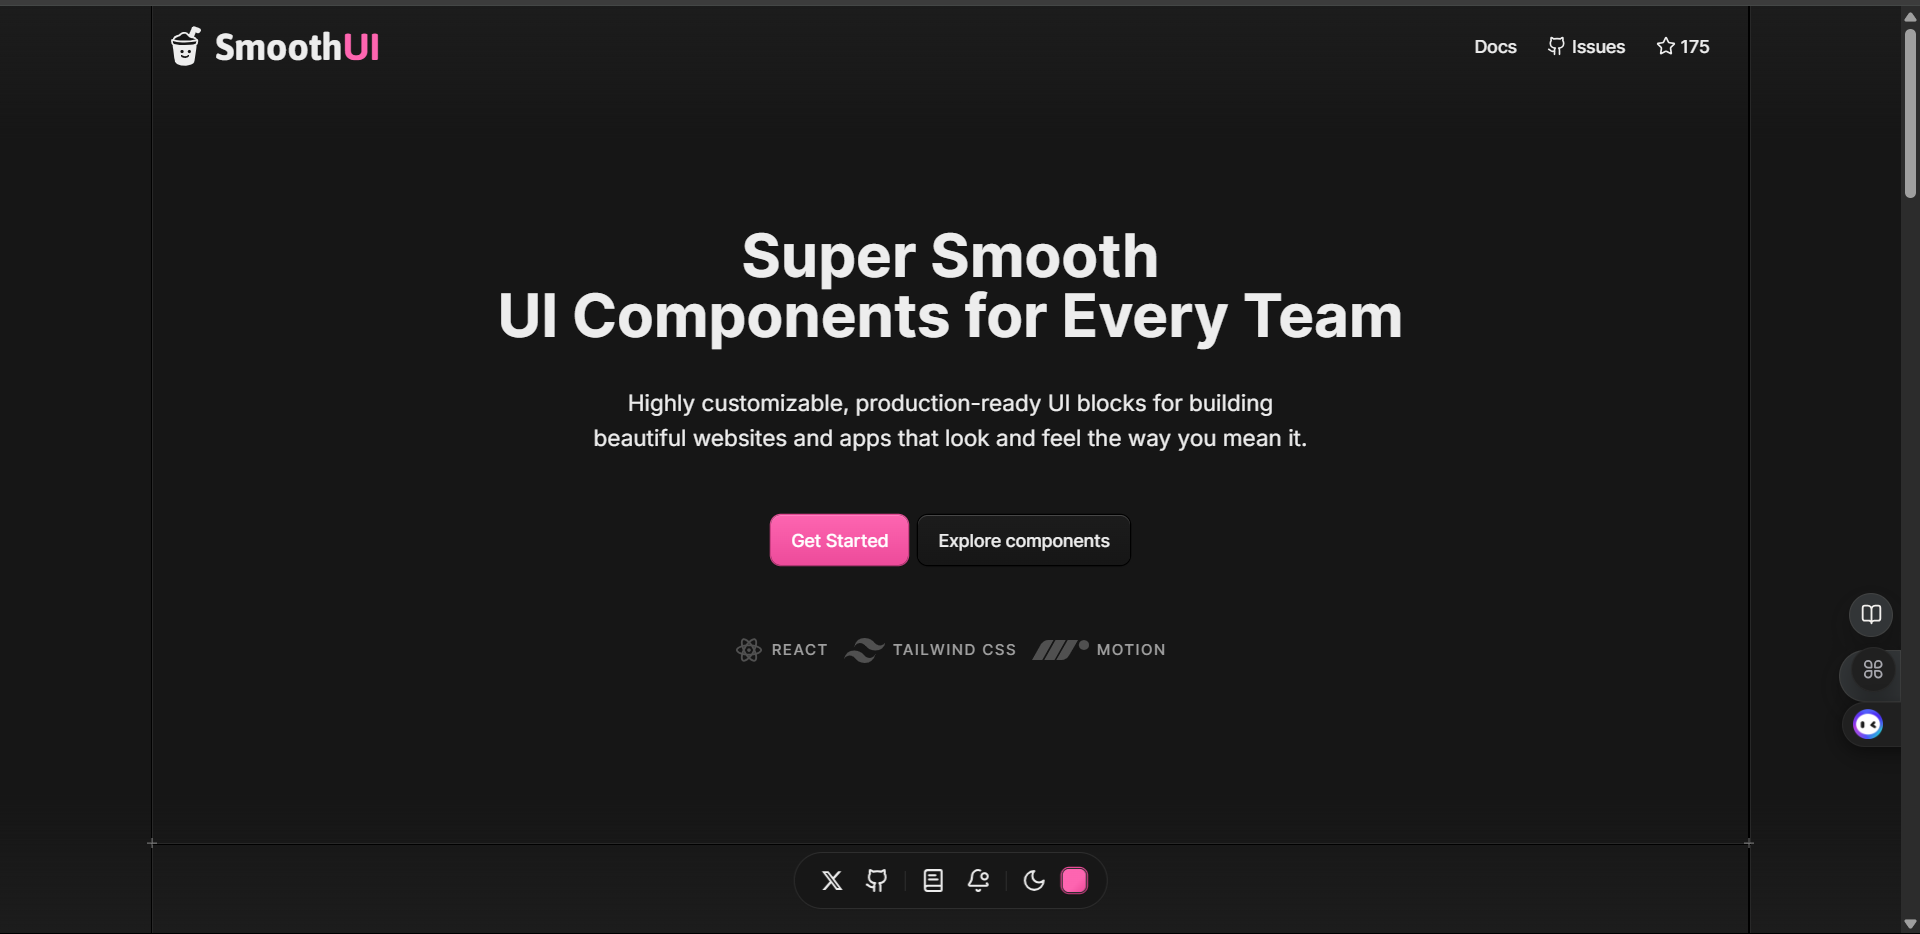 SmoothUI
Docs
Issues
175
Super Smooth
UI Components for Every Team
Highly customizable, production-ready UI blocks for building
beautiful websites and apps that look and feel the way you mean it.
Get Started
Explore components
REACT
TAILWIND CSS
MOTION